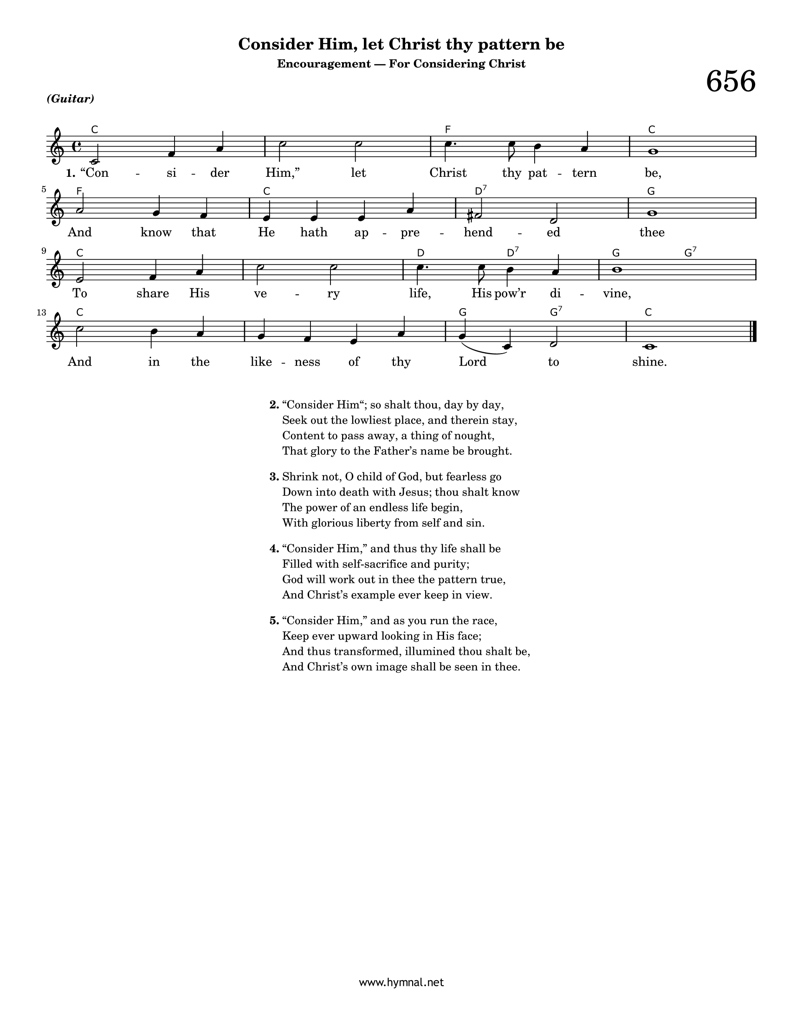 Consider Him, let Christ thy pattern be
Encouragement — For Considering Christ
656
(Guitar)
C F C
1. “Con - si - der Him,” let Christ thy pat - tern be,
5 F C D7 G
And know that He hath ap - pre - hend - ed thee
9 C D D7 G G7
To share His ve - ry life, His pow’r di - vine,
13 C G G7 C
And in the like - ness of thy Lord to shine.
2. “Consider Him“; so shalt thou, day by day,
Seek out the lowliest place, and therein stay,
Content to pass away, a thing of nought,
That glory to the Father’s name be brought.
3. Shrink not, O child of God, but fearless go
Down into death with Jesus; thou shalt know
The power of an endless life begin,
With glorious liberty from self and sin.
4. “Consider Him,” and thus thy life shall be
Filled with self-sacrifice and purity;
God will work out in thee the pattern true,
And Christ’s example ever keep in view.
5. “Consider Him,” and as you run the race,
Keep ever upward looking in His face;
And thus transformed, illumined thou shalt be,
And Christ’s own image shall be seen in thee.
www.hymnal.net